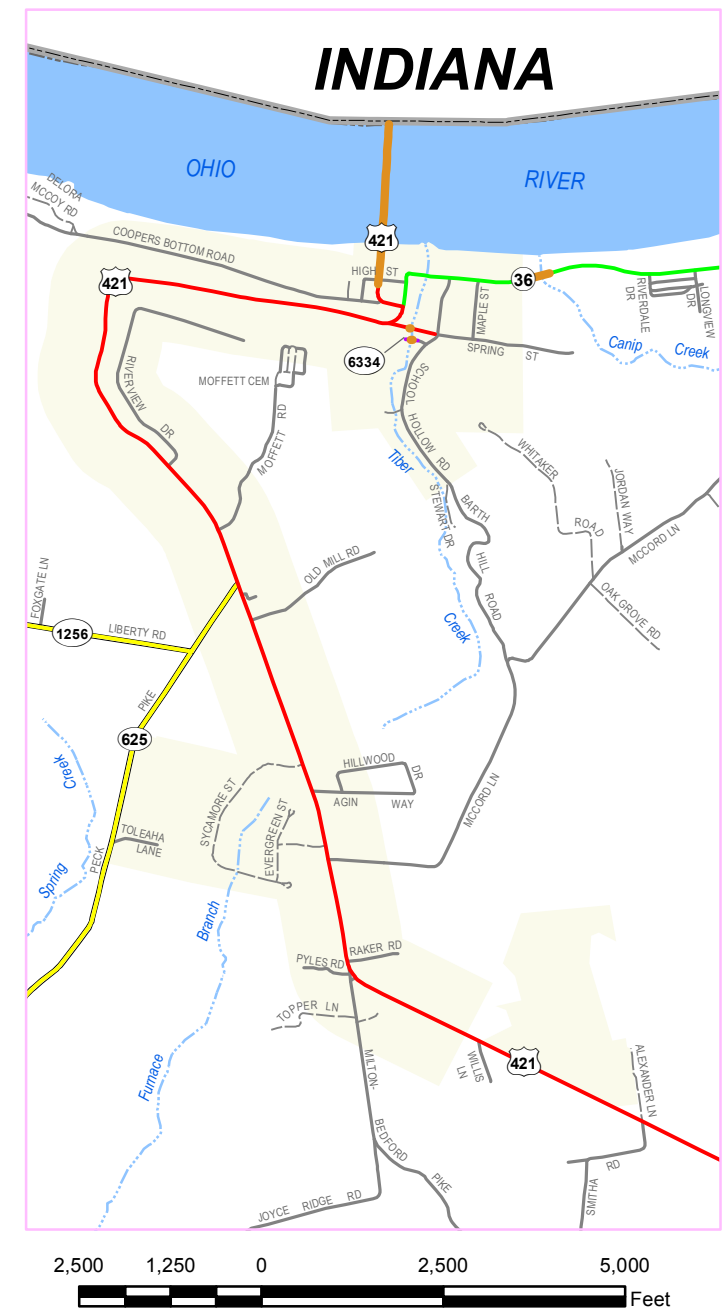 INDIANA
OHIO
RIVER
DELORA
MCCOY RD
COOPERS BOTTOM ROAD
421
HIGH ST
421
36
MAPLE ST
RIVERDALE
DR
LONGVIEW
DR
Canip
Creek
SPRING ST
6334
MOFFETT CEM
RIVERVIEW
DR
MOFFETT RD
SCHOOL
HOLLOW RD
Tiber
Creek
STEWART DR
BARTH
HILL
ROAD
WHITAKER
ROAD
JORDAN WAY
MCCORD LN
OAK GROVE RD
OLD MILL RD
FOXGATE LN
1256
LIBERTY RD
PIKE
625
PECK
Creek
Spring
TOLEAHA
LANE
SYCAMORE ST
EVERGREEN ST
HILLWOOD
DR
AGIN WAY
MCCORD LN
Branch
Furnace
PYLES RD
RAKER RD
TOPPER LN
MILTON-
BEDFORD
PIKE
WILLIS
LN
421
ALEXANDER LN
SMITHA
RD
JOYCE RIDGE RD
2,500 1,250 0 2,500 5,000
Feet